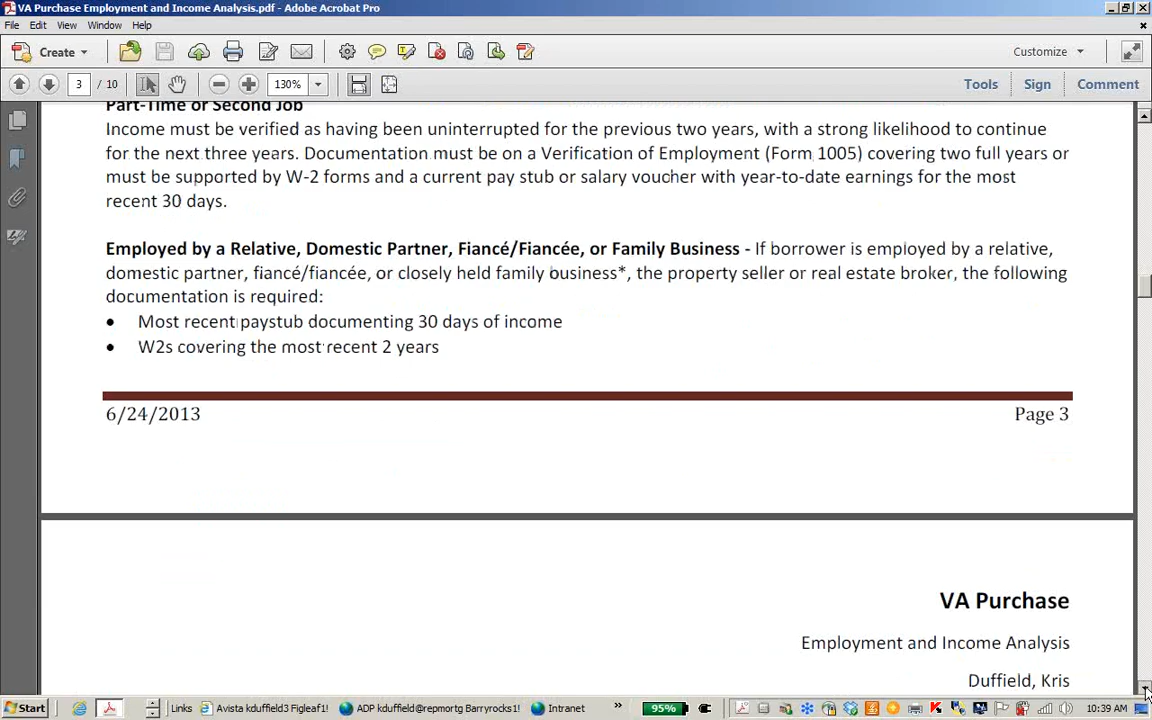 VA Purchase Employment and Income Analysis.pdf - Adobe Acrobat Pro
File Edit View Window Help
Create Customize
3 / 10 130% Tools Sign Comment
Part-Time or Second Job
Income must be verified as having been uninterrupted for the previous two years, with a strong likelihood to continue
for the next three years. Documentation must be on a Verification of Employment (Form 1005) covering two full years or
must be supported by W-2 forms and a current pay stub or salary voucher with year-to-date earnings for the most
recent 30 days.
Employed by a Relative, Domestic Partner, Fiancé/Fiancée, or Family Business - If borrower is employed by a relative,
domestic partner, fiancé/fiancée, or closely held family business*, the property seller or real estate broker, the following
documentation is required:
• Most recent paystub documenting 30 days of income
• W2s covering the most recent 2 years
6/24/2013 Page 3
VA Purchase
Employment and Income Analysis
Duffield, Kris
Start Links Avista kduffield3 Figleaf1! ADP kduffield@repmortg Barryrocks1! Intranet » 95% 10:39 AM